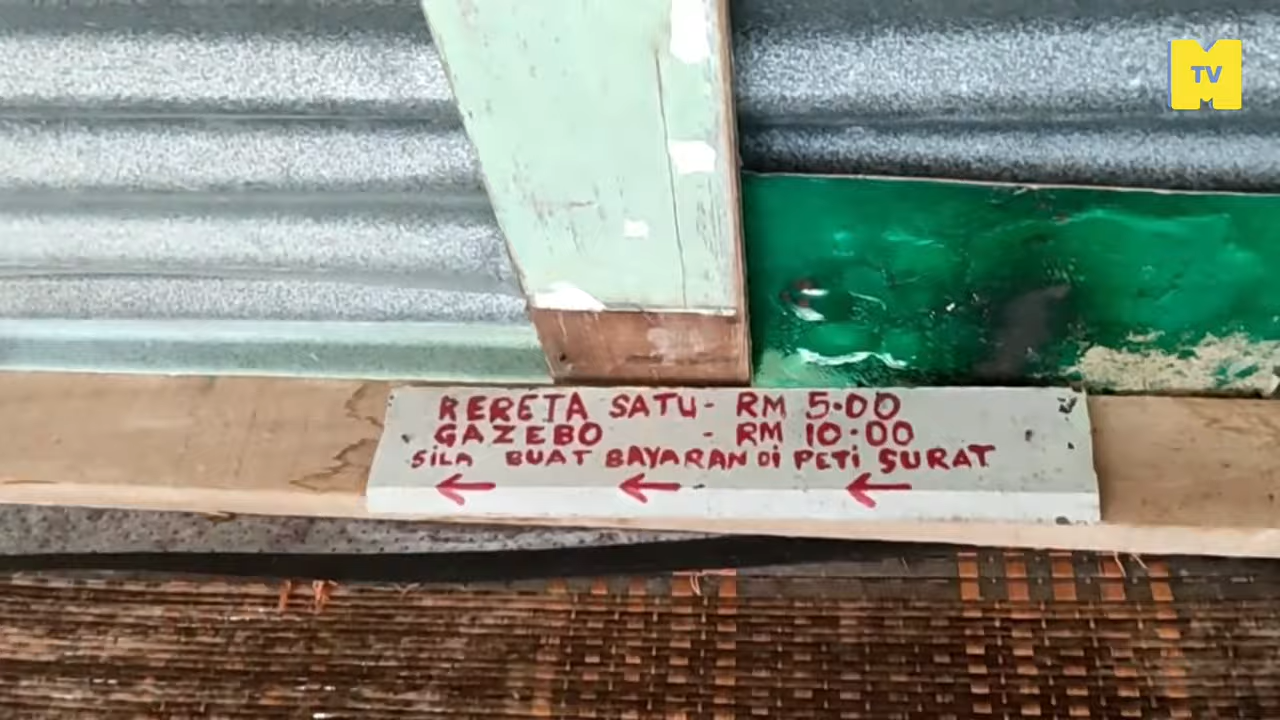 M
TV
KERETA SATU - RM 5.00
GAZEBO - RM 10.00
SILA BUAT BAYARAN DI PETI SURAT